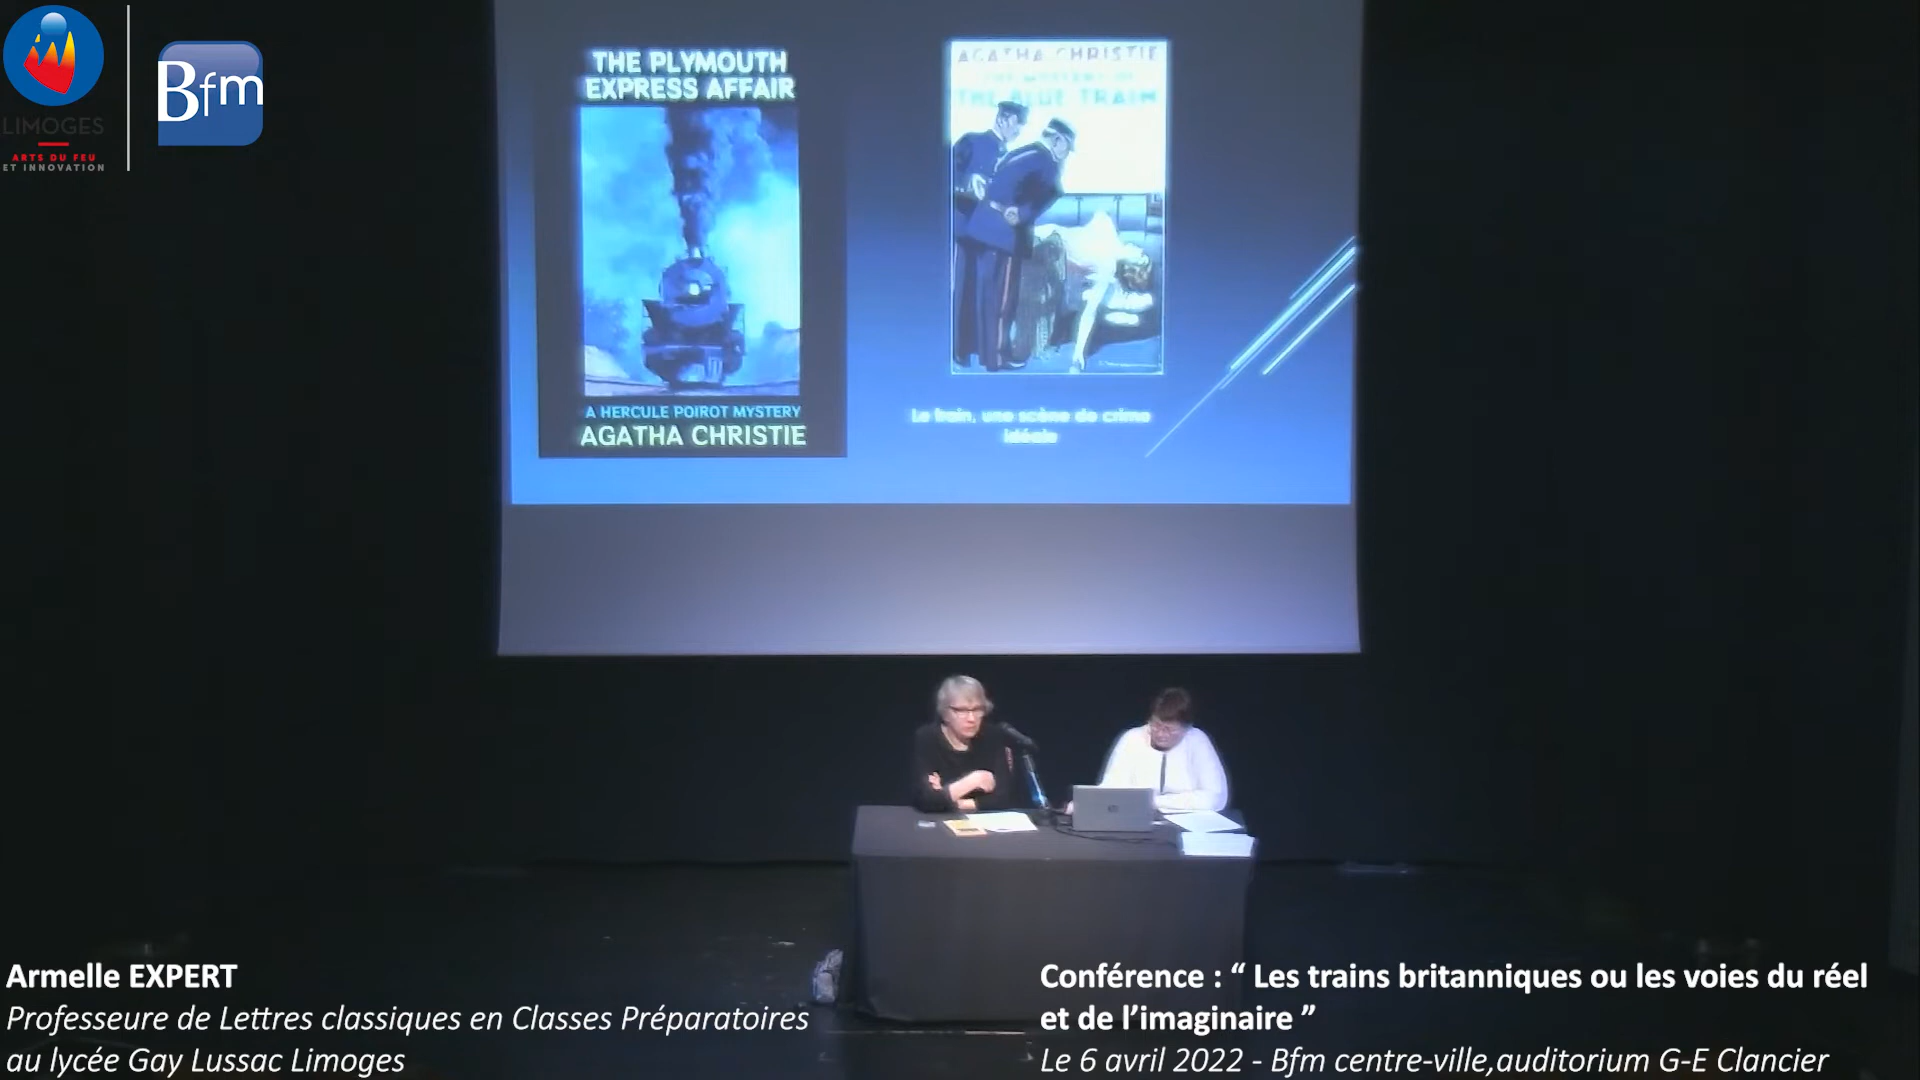 LIMOGES
ARTS DU FEU
ET INNOVATION
Bfm
THE PLYMOUTH
EXPRESS AFFAIR
A HERCULE POIROT MYSTERY
AGATHA CHRISTIE
AGATHA CHRISTIE
THE MYSTERY OF
THE BLUE TRAIN
Le train, une scène de crime
idéale
Armelle EXPERT
Professeure de Lettres classiques en Classes Préparatoires
au lycée Gay Lussac Limoges
Conférence : “ Les trains britanniques ou les voies du réel
et de l’imaginaire ”
Le 6 avril 2022 - Bfm centre-ville,auditorium G-E Clancier